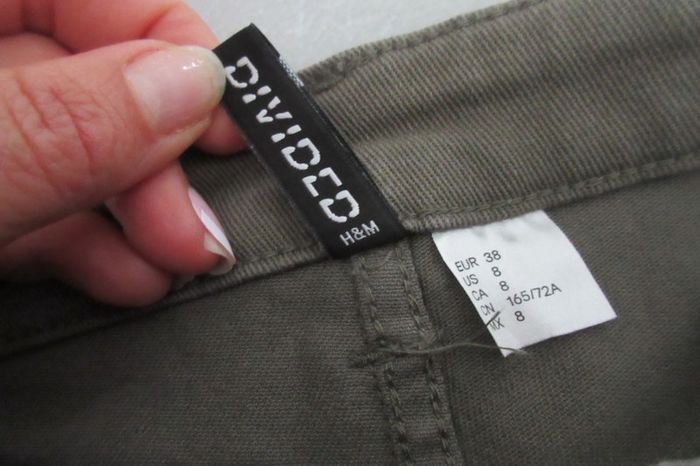 DIVIDED
H&M
EUR 38
US 8
CA 8
CN 165/72A
MX 8